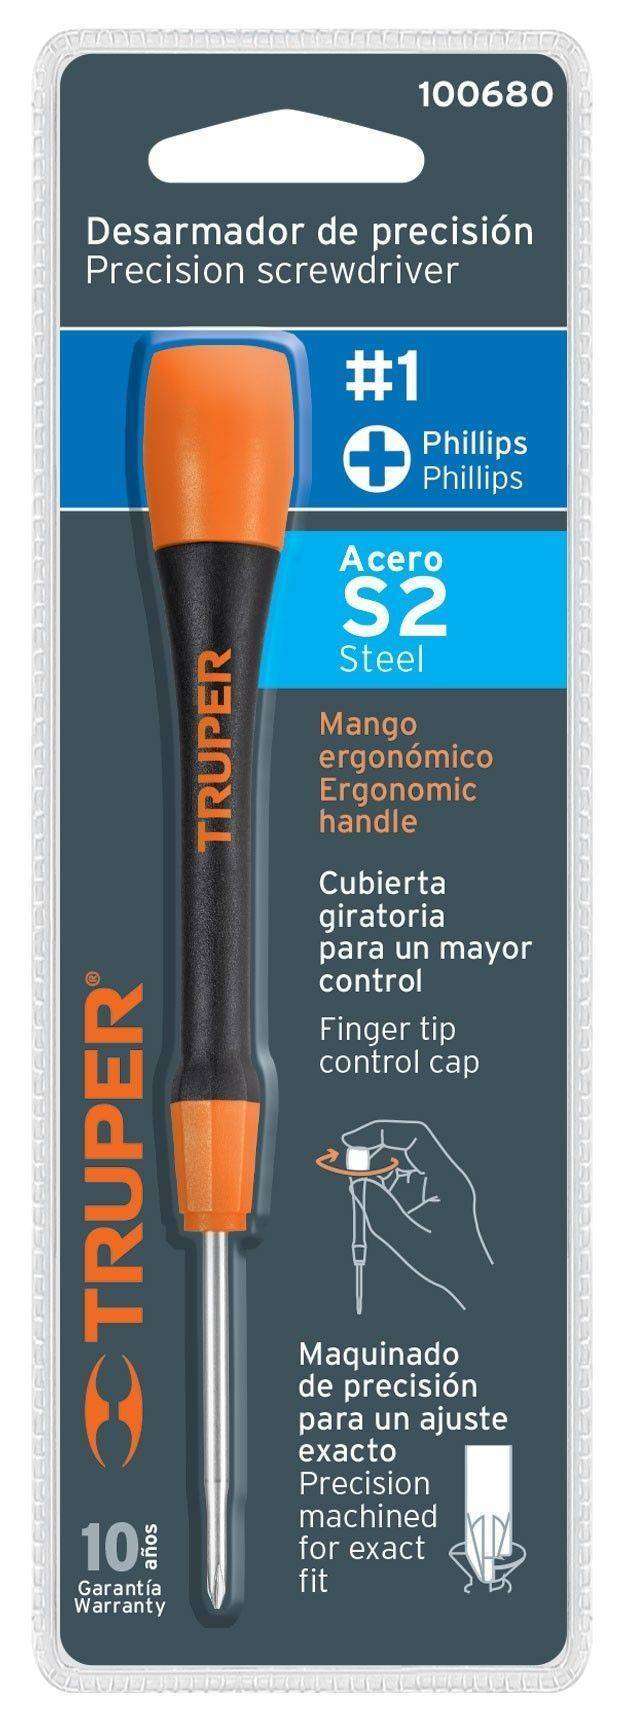 100680
Desarmador de precisión
Precision screwdriver
#1
Phillips
Phillips
Acero
S2
Steel
TRUPER
Mango
ergonómico
Ergonomic
handle
Cubierta
giratoria
para un mayor
control
Finger tip
control cap
TRUPER®
Maquinado
de precisión
para un ajuste
exacto
Precision
machined
for exact
fit
10 años
Garantía
Warranty